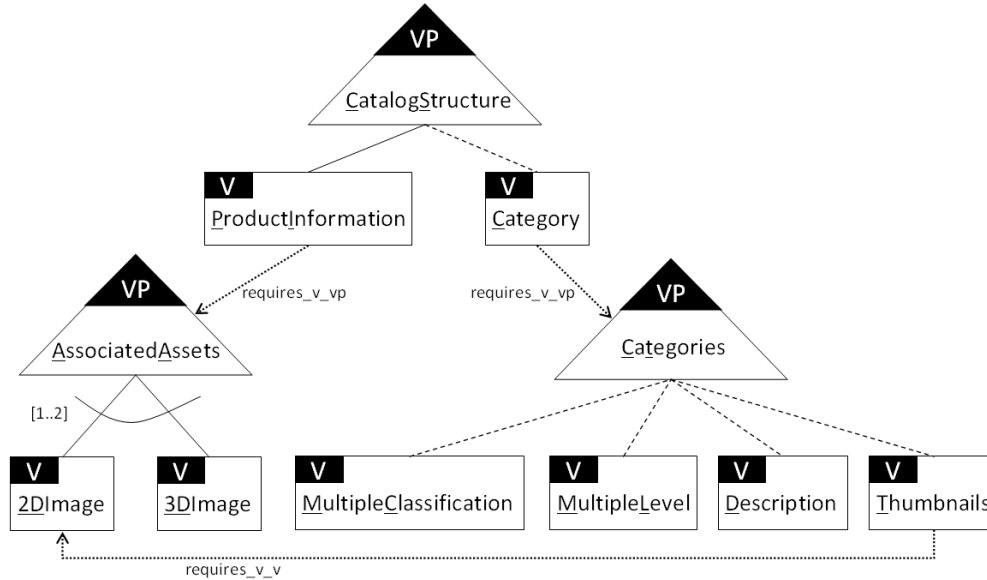 VP
CatalogStructure
V
V
ProductInformation
Category
VP
requires_v_vp
requires_v_vp
VP
AssociatedAssets
Categories
[1..2]
V
V
V
V
V
V
2DImage
3DImage
MultipleClassification
MultipleLevel
Description
Thumbnails
requires_v_v